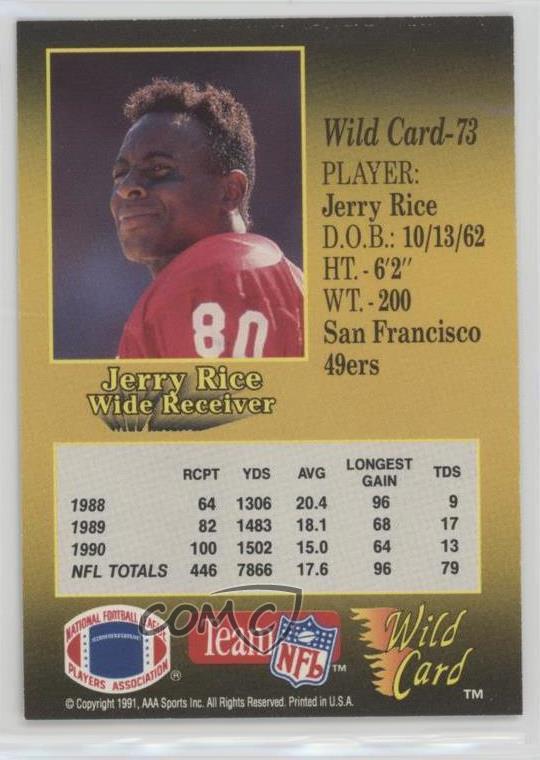 Wild Card-73
PLAYER:
Jerry Rice
D.O.B.: 10/13/62
HT. - 6'2"
WT. - 200
San Francisco
49ers
80
Jerry Rice
Wide Receiver
RCPT YDS AVG LONGEST GAIN TDS
1988 64 1306 20.4 96 9
1989 82 1483 18.1 68 17
1990 100 1502 15.0 64 13
NFL TOTALS 446 7866 17.6 96 79
COMC
NATIONAL FOOTBALL LEAGUE
PLAYERS ASSOCIATION
®
Team
NFL
™
Wild
Card
™
© Copyright 1991, AAA Sports Inc. All Rights Reserved. Printed in U.S.A.